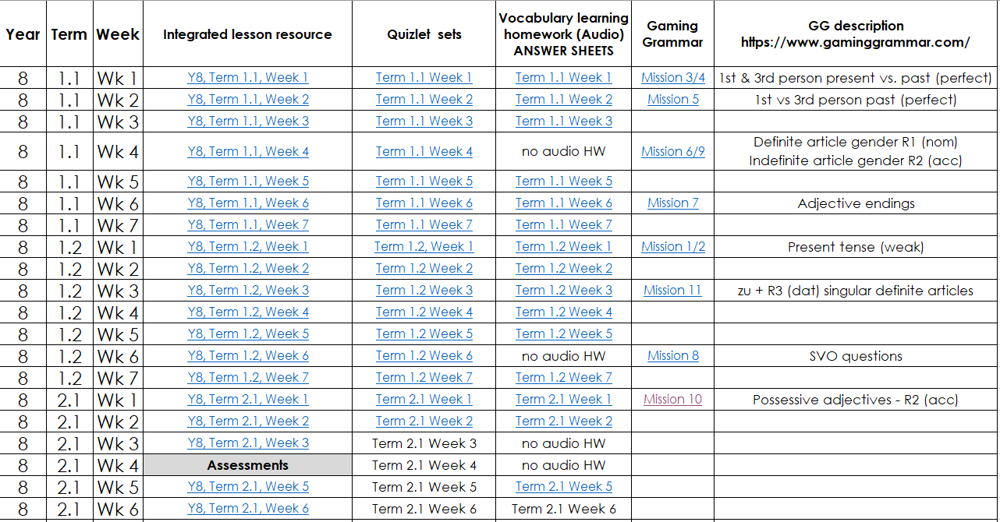 Year Term Week Integrated lesson resource Quizlet sets Vocabulary learning homework (Audio) ANSWER SHEETS Gaming Grammar GG description https://www.gaminggrammar.com/
8 1.1 Wk 1 Y8, Term 1.1, Week 1 Term 1.1 Week 1 Term 1.1 Week 1 Mission 3/4 1st & 3rd person present vs. past (perfect)
8 1.1 Wk 2 Y8, Term 1.1, Week 2 Term 1.1 Week 2 Term 1.1 Week 2 Mission 5 1st vs 3rd person past (perfect)
8 1.1 Wk 3 Y8, Term 1.1, Week 3 Term 1.1 Week 3 Term 1.1 Week 3
8 1.1 Wk 4 Y8, Term 1.1, Week 4 Term 1.1 Week 4 no audio HW Mission 6/9 Definite article gender R1 (nom) Indefinite article gender R2 (acc)
8 1.1 Wk 5 Y8, Term 1.1, Week 5 Term 1.1 Week 5 Term 1.1 Week 5
8 1.1 Wk 6 Y8, Term 1.1, Week 6 Term 1.1 Week 6 Term 1.1 Week 6 Mission 7 Adjective endings
8 1.1 Wk 7 Y8, Term 1.1, Week 7 Term 1.1 Week 7 Term 1.1 Week 7
8 1.2 Wk 1 Y8, Term 1.2, Week 1 Term 1.2, Week 1 Term 1.2 Week 1 Mission 1/2 Present tense (weak)
8 1.2 Wk 2 Y8, Term 1.2, Week 2 Term 1.2 Week 2 Term 1.2 Week 2
8 1.2 Wk 3 Y8, Term 1.2, Week 3 Term 1.2 Week 3 Term 1.2 Week 3 Mission 11 zu + R3 (dat) singular definite articles
8 1.2 Wk 4 Y8, Term 1.2, Week 4 Term 1.2 Week 4 Term 1.2 Week 4
8 1.2 Wk 5 Y8, Term 1.2, Week 5 Term 1.2 Week 5 Term 1.2 Week 5
8 1.2 Wk 6 Y8, Term 1.2, Week 6 Term 1.2 Week 6 no audio HW Mission 8 SVO questions
8 1.2 Wk 7 Y8, Term 1.2, Week 7 Term 1.2 Week 7 Term 1.2 Week 7
8 2.1 Wk 1 Y8, Term 2.1, Week 1 Term 2.1 Week 1 Term 2.1 Week 1 Mission 10 Possessive adjectives - R2 (acc)
8 2.1 Wk 2 Y8, Term 2.1, Week 2 Term 2.1 Week 2 Term 2.1 Week 2
8 2.1 Wk 3 Y8, Term 2.1, Week 3 Term 2.1 Week 3 no audio HW
8 2.1 Wk 4 Assessments Term 2.1 Week 4 no audio HW
8 2.1 Wk 5 Y8, Term 2.1, Week 5 Term 2.1 Week 5 Term 2.1 Week 5
8 2.1 Wk 6 Y8, Term 2.1, Week 6 Term 2.1 Week 6 Term 2.1 Week 6